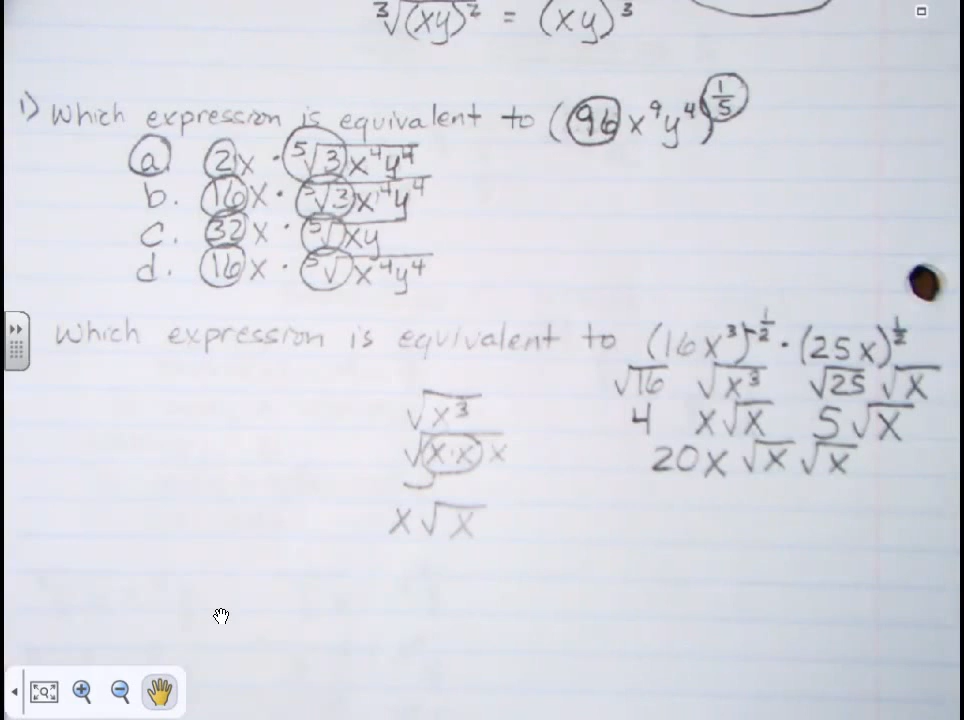 ∛(xy)² = (xy)³
1) Which expression is equivalent to (96x⁹y⁴)^(1/5)
a. 2x · ⁵√3x⁴y⁴
b. 16x · ⁵√3x⁴y⁴
c. 32x · ⁵√xy
d. 16x · ⁵√x⁴y⁴
Which expression is equivalent to (16x³)^(-1/2) · (25x)^(1/2)
√16 √x³ √25 √x
√x³
4 x√x 5√x
√x·x x
20x √x √x
x√x